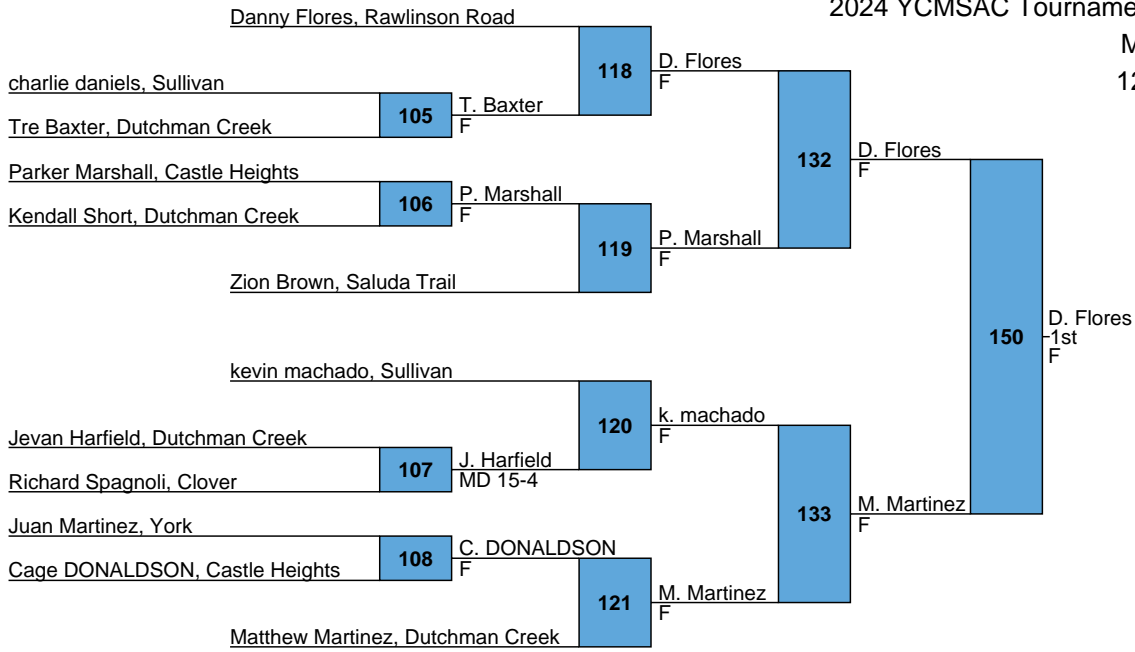 2024 YCMSAC Tourname
M
12
Danny Flores, Rawlinson Road
118
D. Flores
F
charlie daniels, Sullivan
105
T. Baxter
F
Tre Baxter, Dutchman Creek
132
D. Flores
F
Parker Marshall, Castle Heights
106
P. Marshall
F
Kendall Short, Dutchman Creek
119
P. Marshall
F
Zion Brown, Saluda Trail
150
D. Flores
1st
F
kevin machado, Sullivan
120
k. machado
F
Jevan Harfield, Dutchman Creek
107
J. Harfield
MD 15-4
Richard Spagnoli, Clover
133
M. Martinez
F
Juan Martinez, York
108
C. DONALDSON
F
Cage DONALDSON, Castle Heights
121
M. Martinez
F
Matthew Martinez, Dutchman Creek